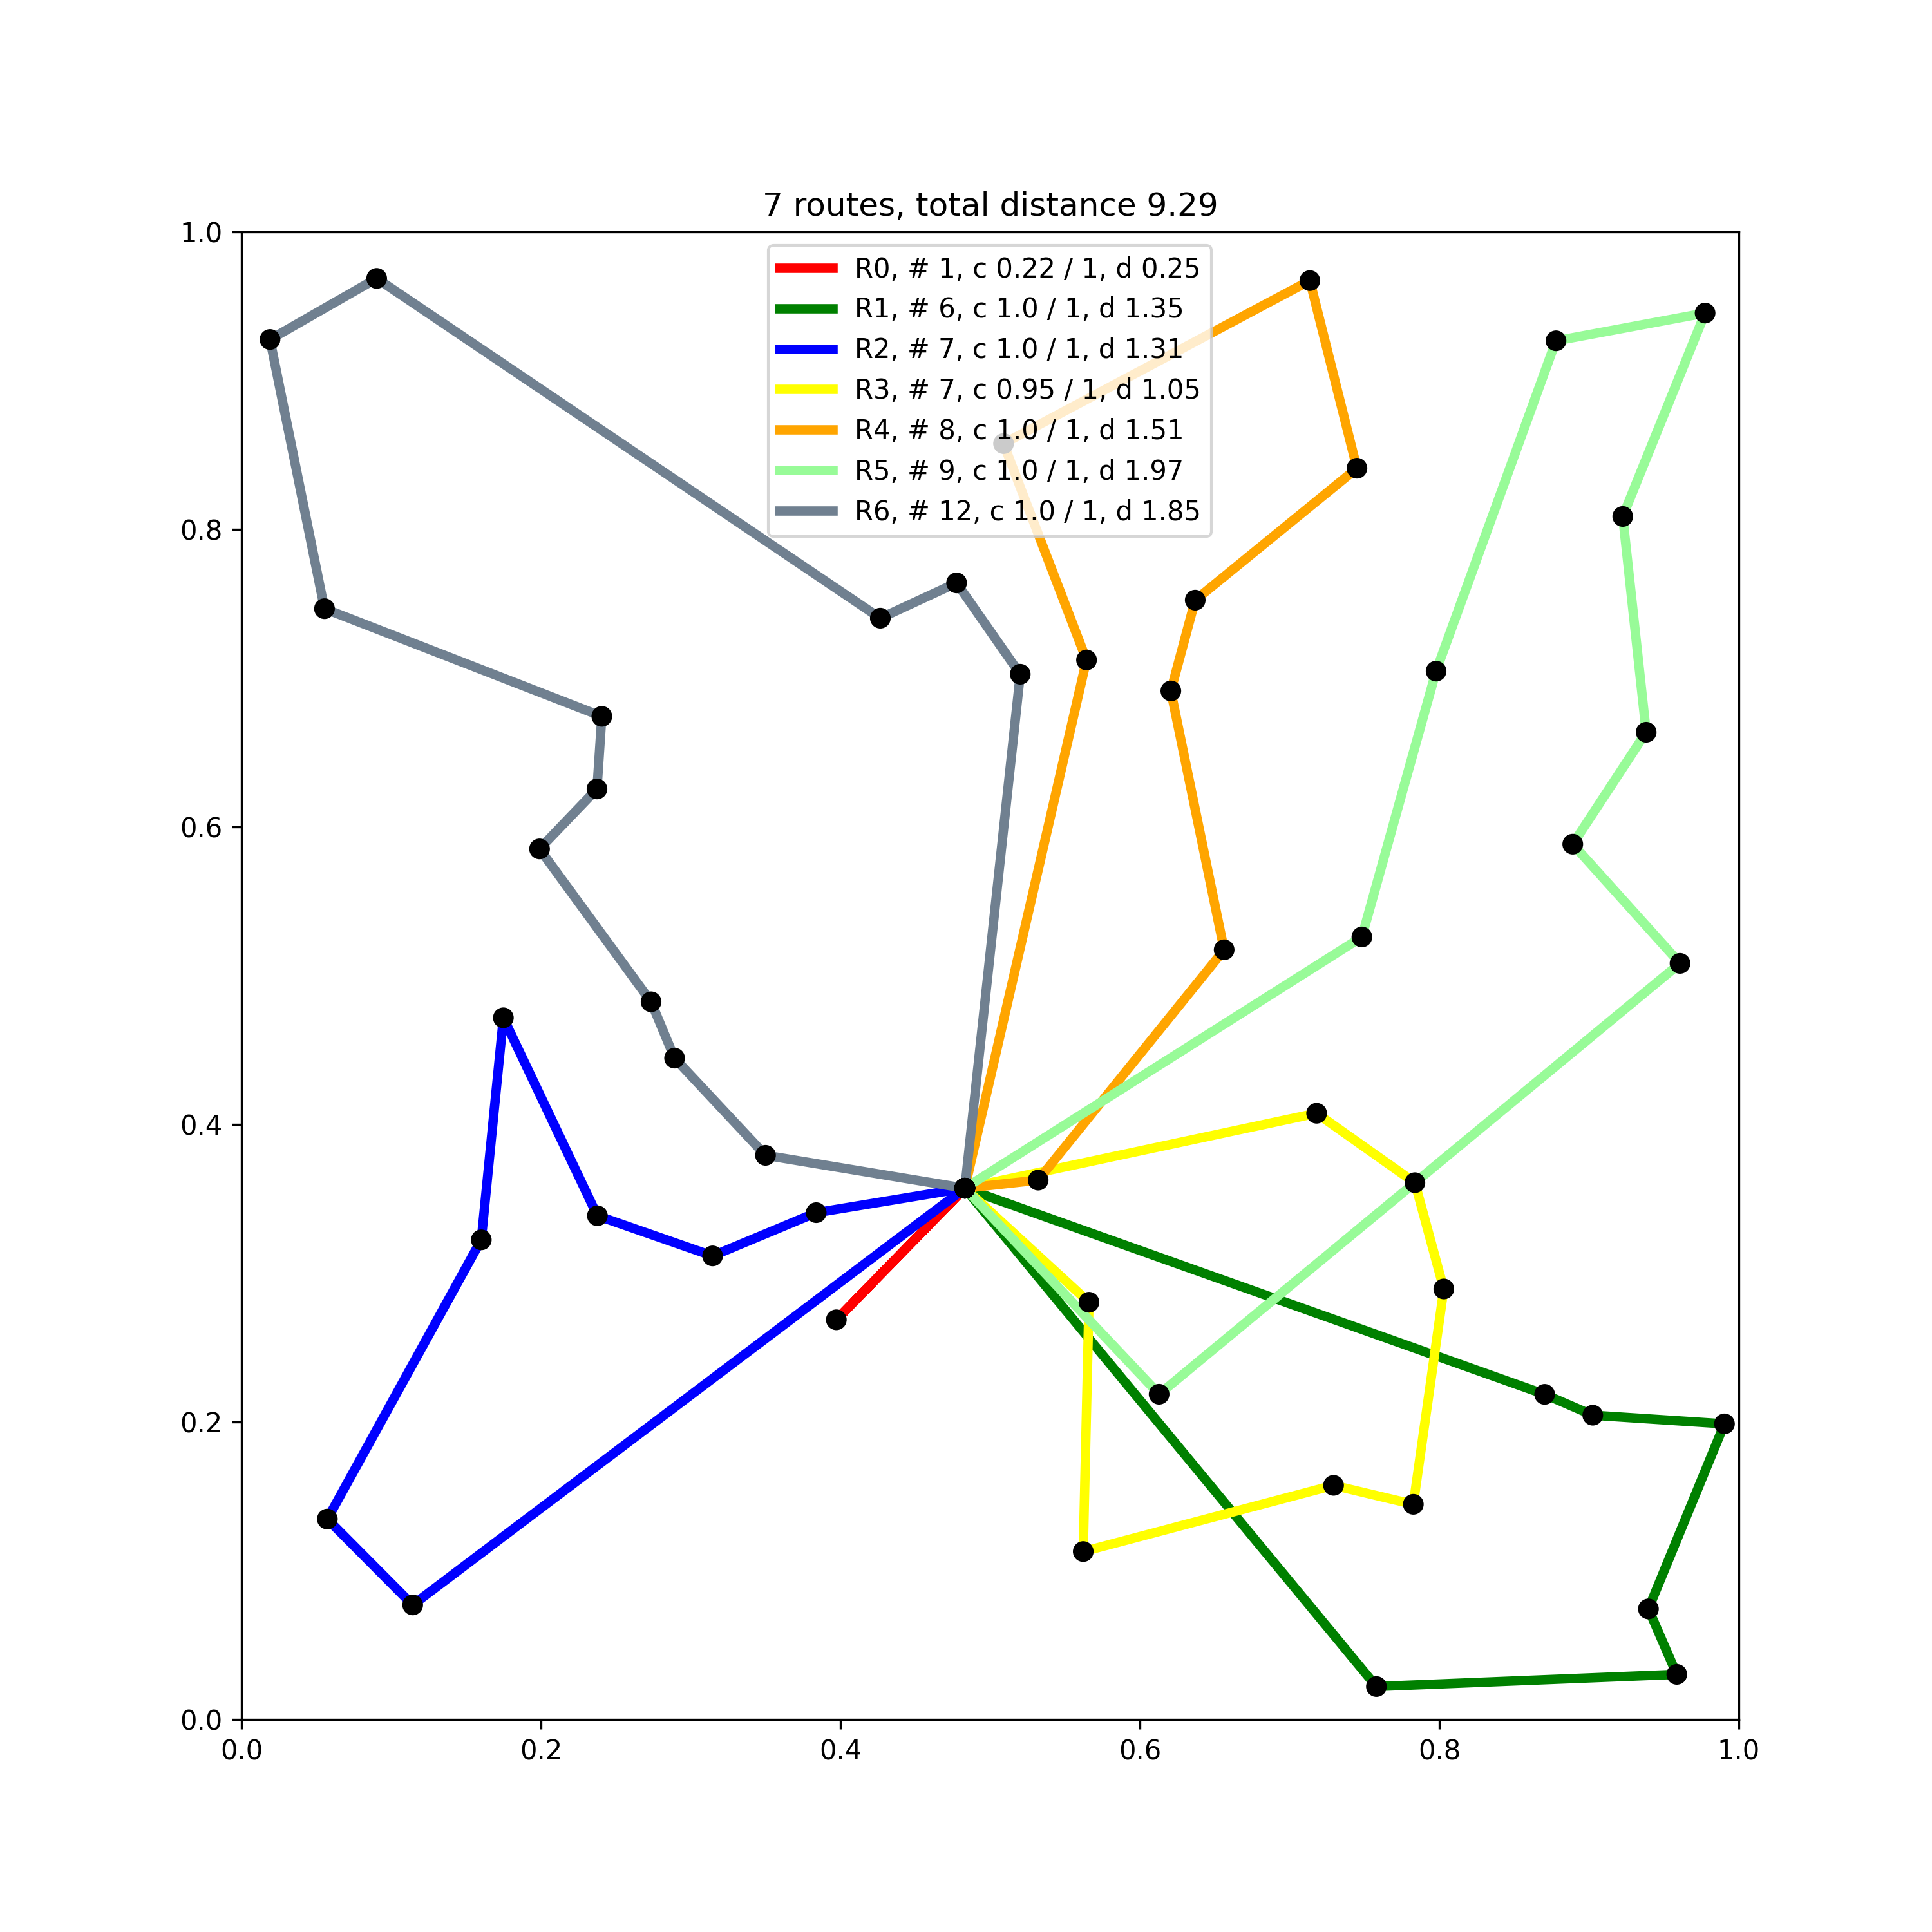 7 routes, total distance 9.29
1.0
R0, # 1, c 0.22 / 1, d 0.25
R1, # 6, c 1.0 / 1, d 1.35
R2, # 7, c 1.0 / 1, d 1.31
R3, # 7, c 0.95 / 1, d 1.05
R4, # 8, c 1.0 / 1, d 1.51
R5, # 9, c 1.0 / 1, d 1.97
R6, # 12, c 1.0 / 1, d 1.85
0.8
0.6
0.4
0.2
0.0
0.0 0.2 0.4 0.6 0.8 1.0